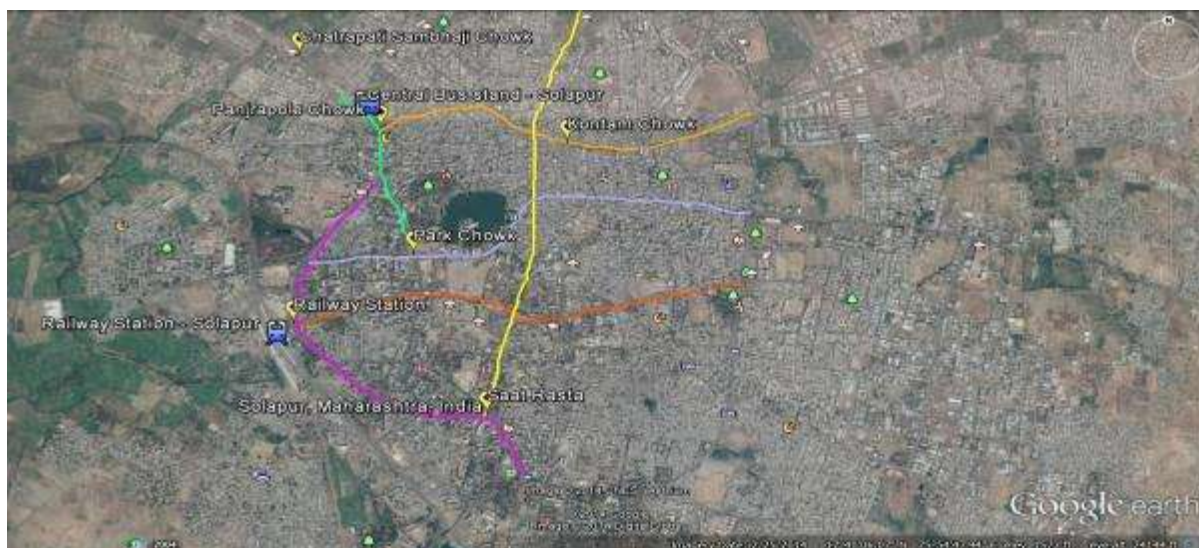 Chatrapati Sambhaji Chowk
Central Bus stand - Solapur
Panjrapola Chowk
Kontam Chowk
Park Chowk
Railway Station
Railway Station - Solapur
Saat Rasta
Solapur, Maharashtra, India
Google earth